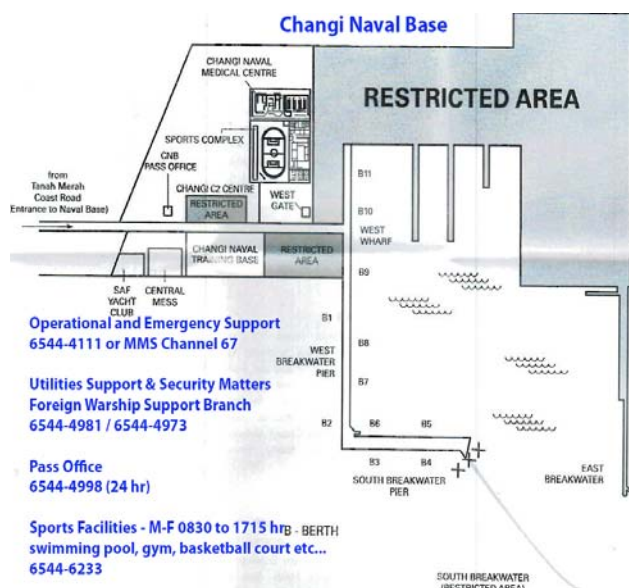 Changi Naval Base
CHANGI NAVAL
MEDICAL CENTRE
RESTRICTED AREA
SPORTS COMPLEX
CNB
PASS OFFICE
from
Tanah Merah
Coast Road
Entrance to Naval Base)
CHANGI C2 CENTRE
RESTRICTED
AREA
WEST
GATE
B11
B10
WEST
WHARF
CHANGI NAVAL
TRAINING BASE
RESTRICTED
AREA
B9
SAF
YACHT
CLUB
CENTRAL
MESS
Operational and Emergency Support
6544-4111 or MMS Channel 67
B1
B8
WEST
BREAKWATER
PIER
B7
Utilities Support & Security Matters
Foreign Warship Support Branch
6544-4981 / 6544-4973
B2
B6
B5
B3
B4
SOUTH BREAKWATER
PIER
EAST
BREAKWATER
Pass Office
6544-4998 (24 hr)
Sports Facilities - M-F 0830 to 1715 hr
B - BERTH
swimming pool, gym, basketball court etc...
6544-6233
SOUTH BREAKWATER
(RESTRICTED AREA)